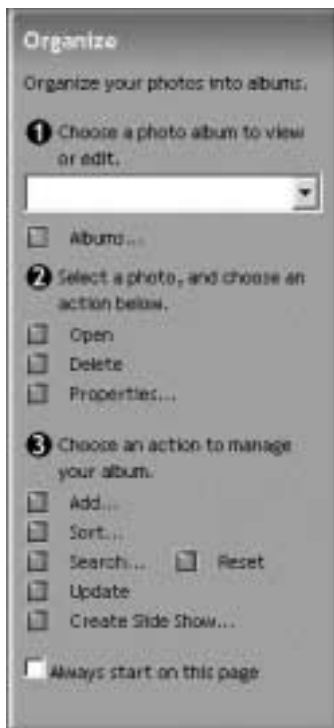 Organize
Organize your photos into albums.
1 Choose a photo album to view
or edit.
Albums...
2 Select a photo, and choose an
action below.
Open
Delete
Properties...
3 Choose an action to manage
your album.
Add...
Sort...
Search... Reset
Update
Create Slide Show...
Always start on this page